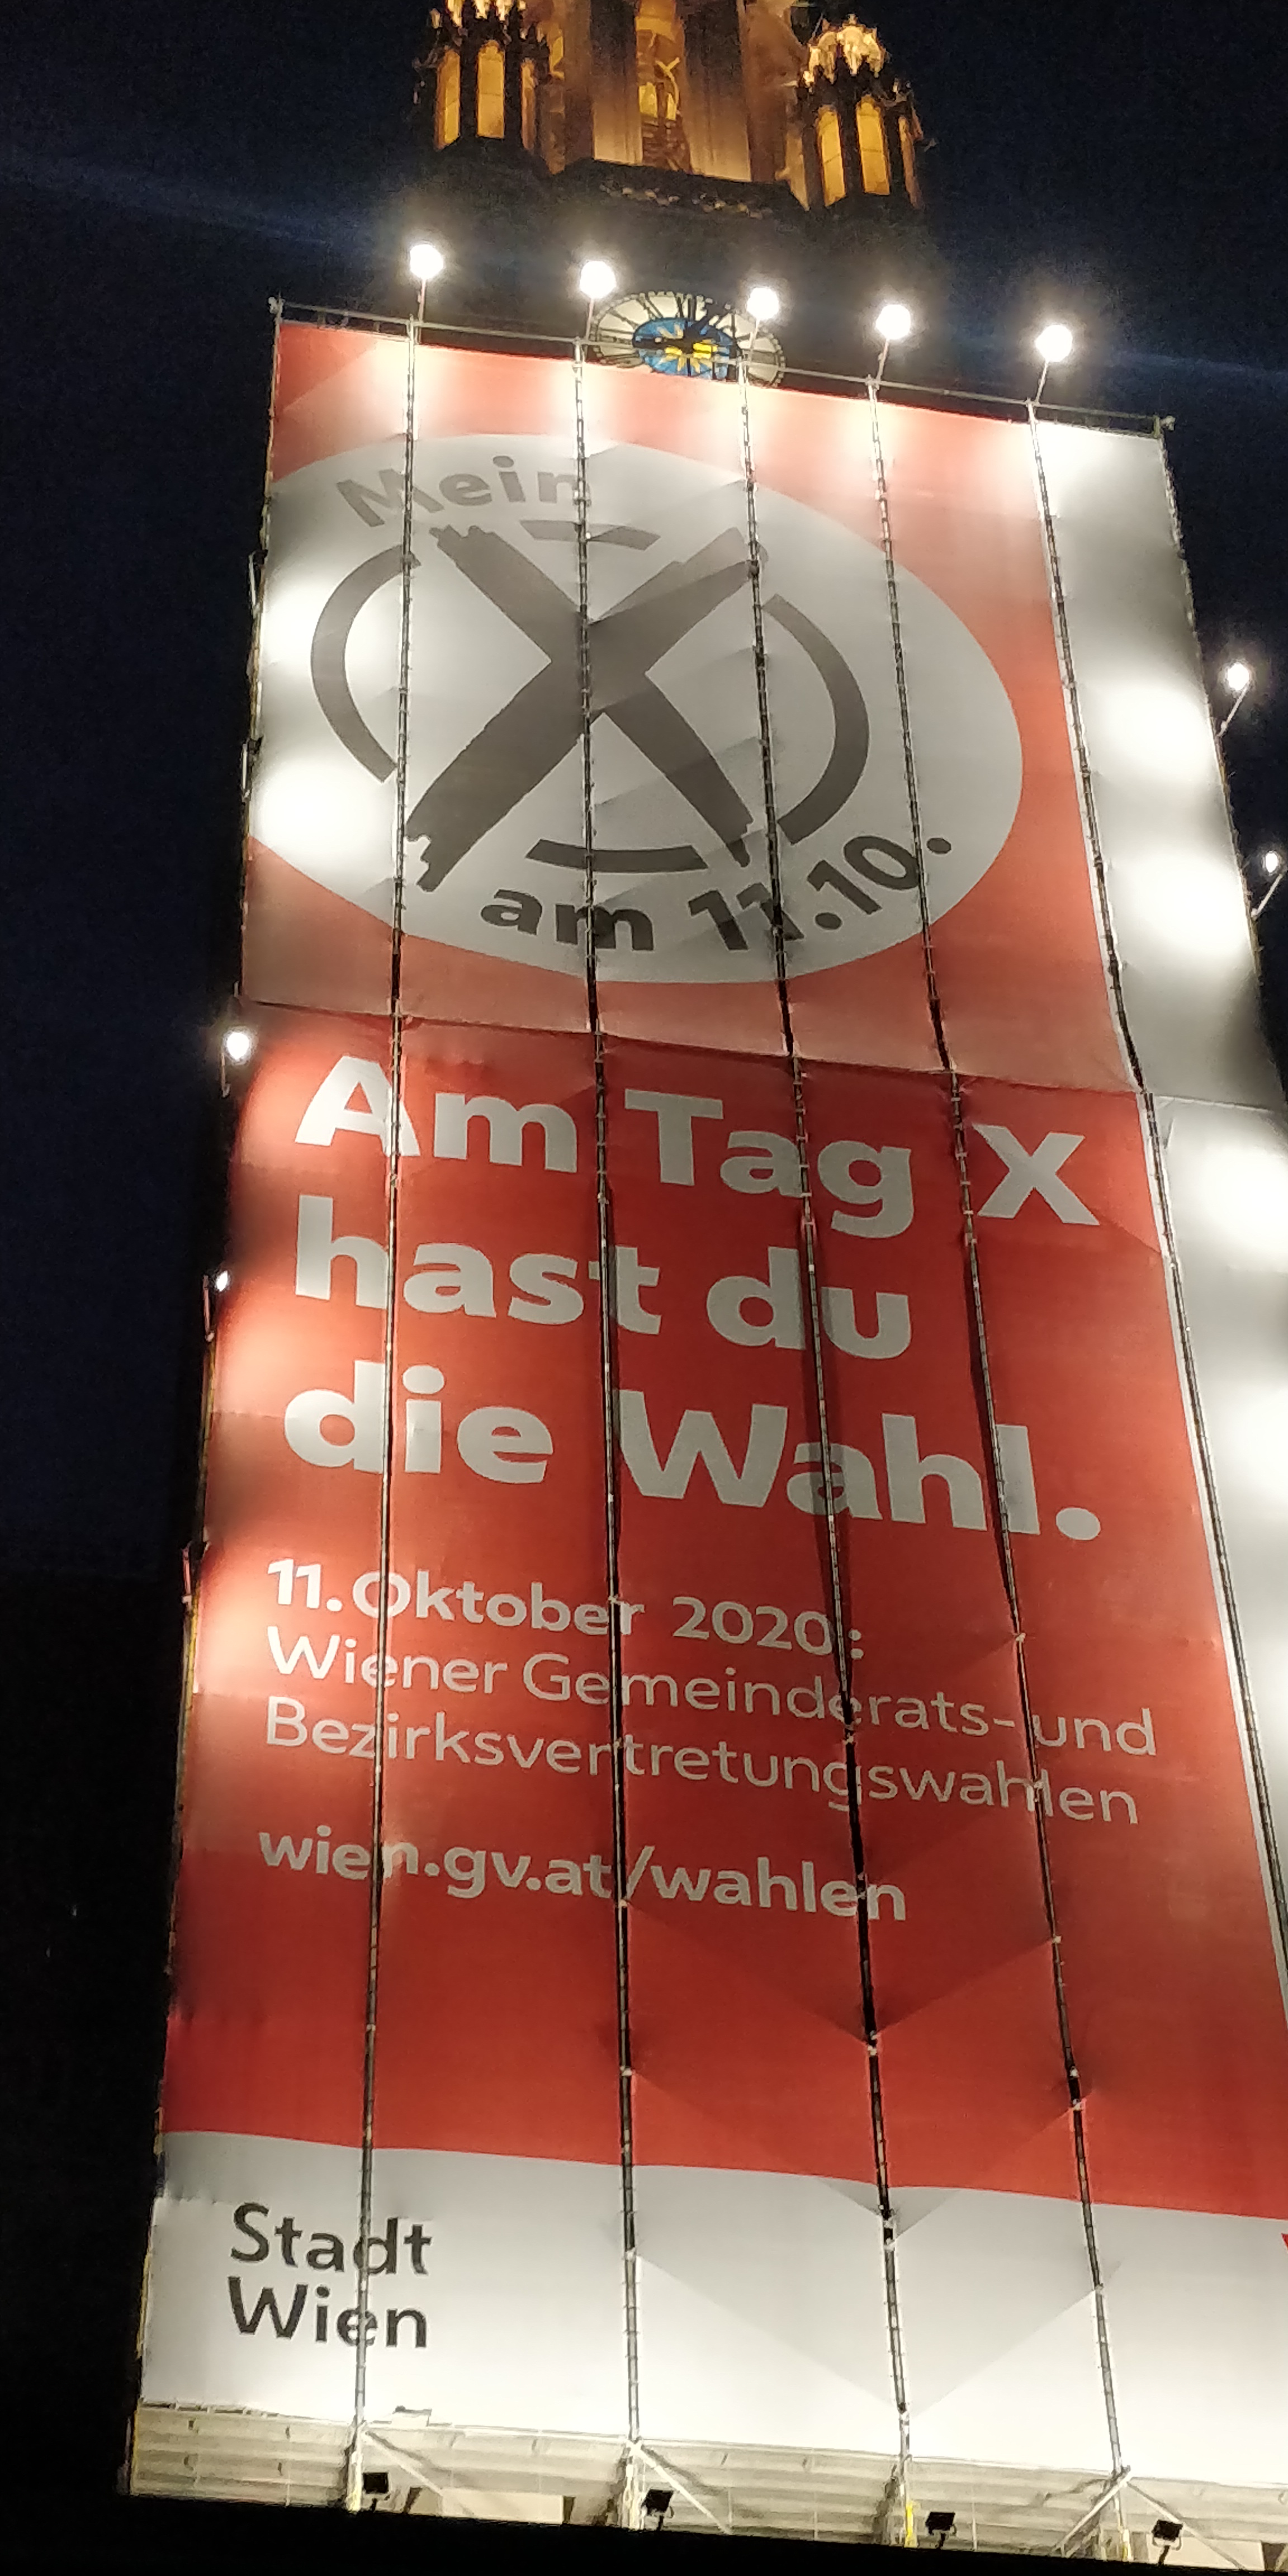 Mein
am 11.10.
Am Tag X
hast du
die Wahl.
11. Oktober 2020:
Wiener Gemeinderats- und
Bezirksvertretungswahlen
wien.gv.at/wahlen
Stadt
Wien